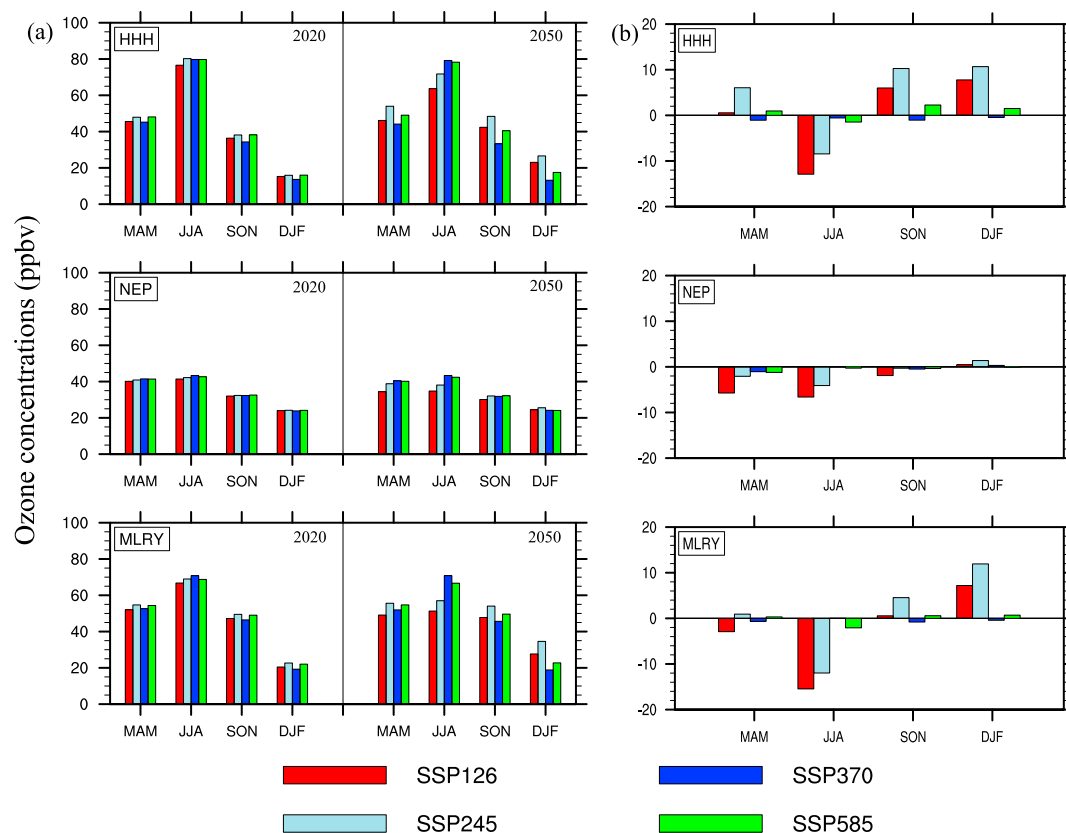 (a)
Ozone concentrations (ppbv)
HHH
2020
2050
100
80
60
40
20
0
MAM JJA SON DJF MAM JJA SON DJF
NEP
2020
2050
100
80
60
40
20
0
MAM JJA SON DJF MAM JJA SON DJF
MLRY
2020
2050
100
80
60
40
20
0
MAM JJA SON DJF MAM JJA SON DJF
(b)
HHH
20
10
0
-10
-20
MAM JJA SON DJF
NEP
20
10
0
-10
-20
MAM JJA SON DJF
MLRY
20
10
0
-10
-20
MAM JJA SON DJF
SSP126
SSP370
SSP245
SSP585